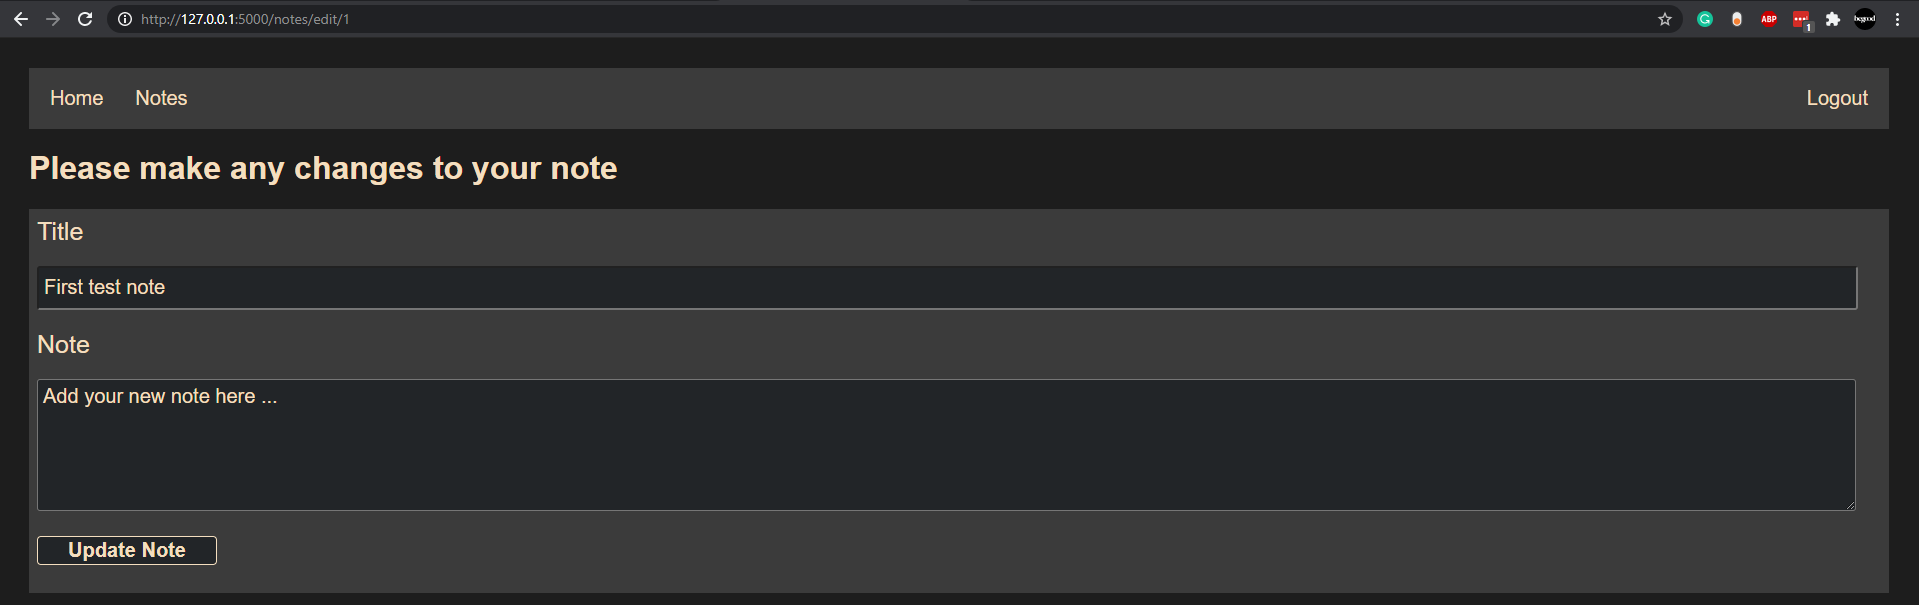 http://127.0.0.1:5000/notes/edit/1
ABP
1
Home Notes Logout
Please make any changes to your note
Title
First test note
Note
Add your new note here ...
Update Note